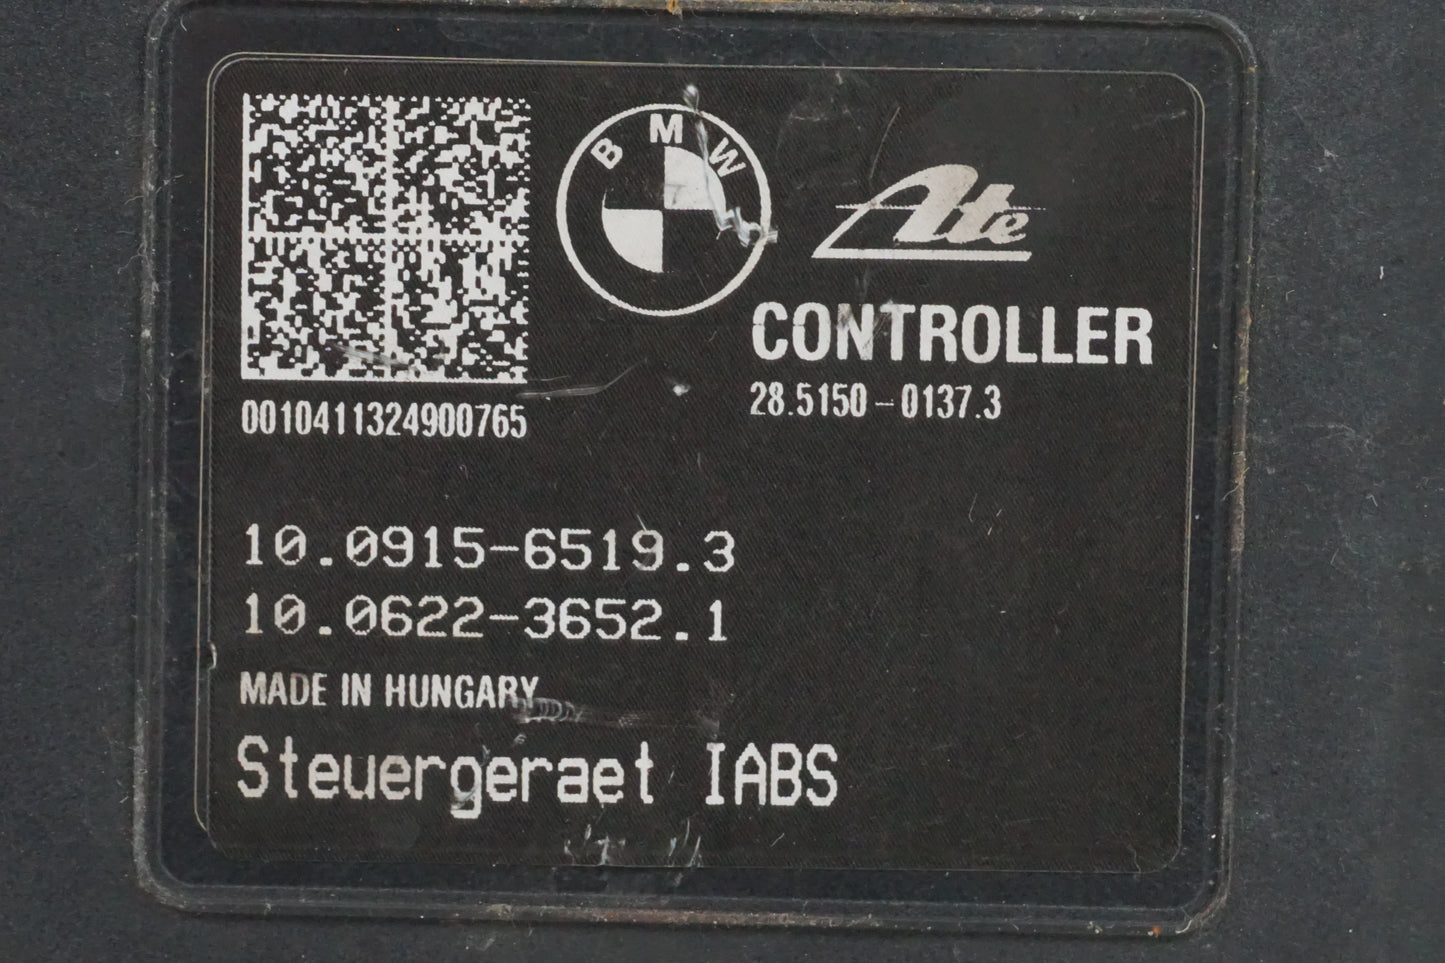 BMW
Ate
CONTROLLER
28.5150-0137.3
0010411324900765
10.0915-6519.3
10.0622-3652.1
MADE IN HUNGARY
Steuergeraet IABS